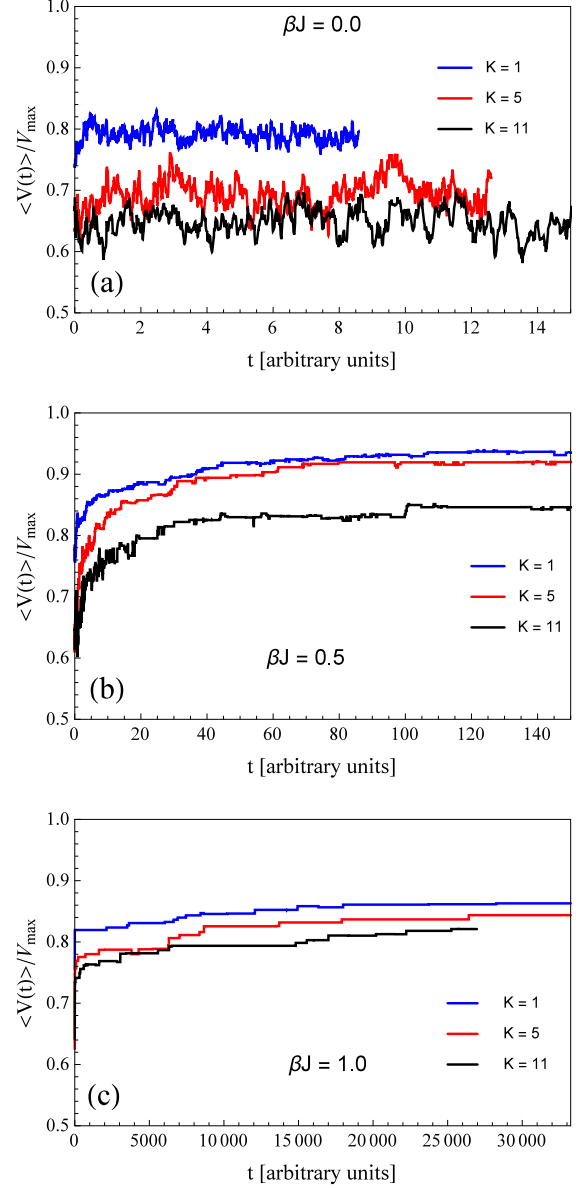 βJ = 0.0
1.0
0.9
0.8
0.7
0.6
0.5
<V(t)>/Vmax
K = 1
K = 5
K = 11
(a)
0 2 4 6 8 10 12 14
t [arbitrary units]
1.0
0.9
0.8
0.7
0.6
0.5
<V(t)>/Vmax
K = 1
K = 5
K = 11
(b)
βJ = 0.5
0 20 40 60 80 100 120 140
t [arbitrary units]
1.0
0.9
0.8
0.7
0.6
0.5
<V(t)>/Vmax
K = 1
K = 5
K = 11
(c)
βJ = 1.0
0 5000 10 000 15 000 20 000 25 000 30 000
t [arbitrary units]